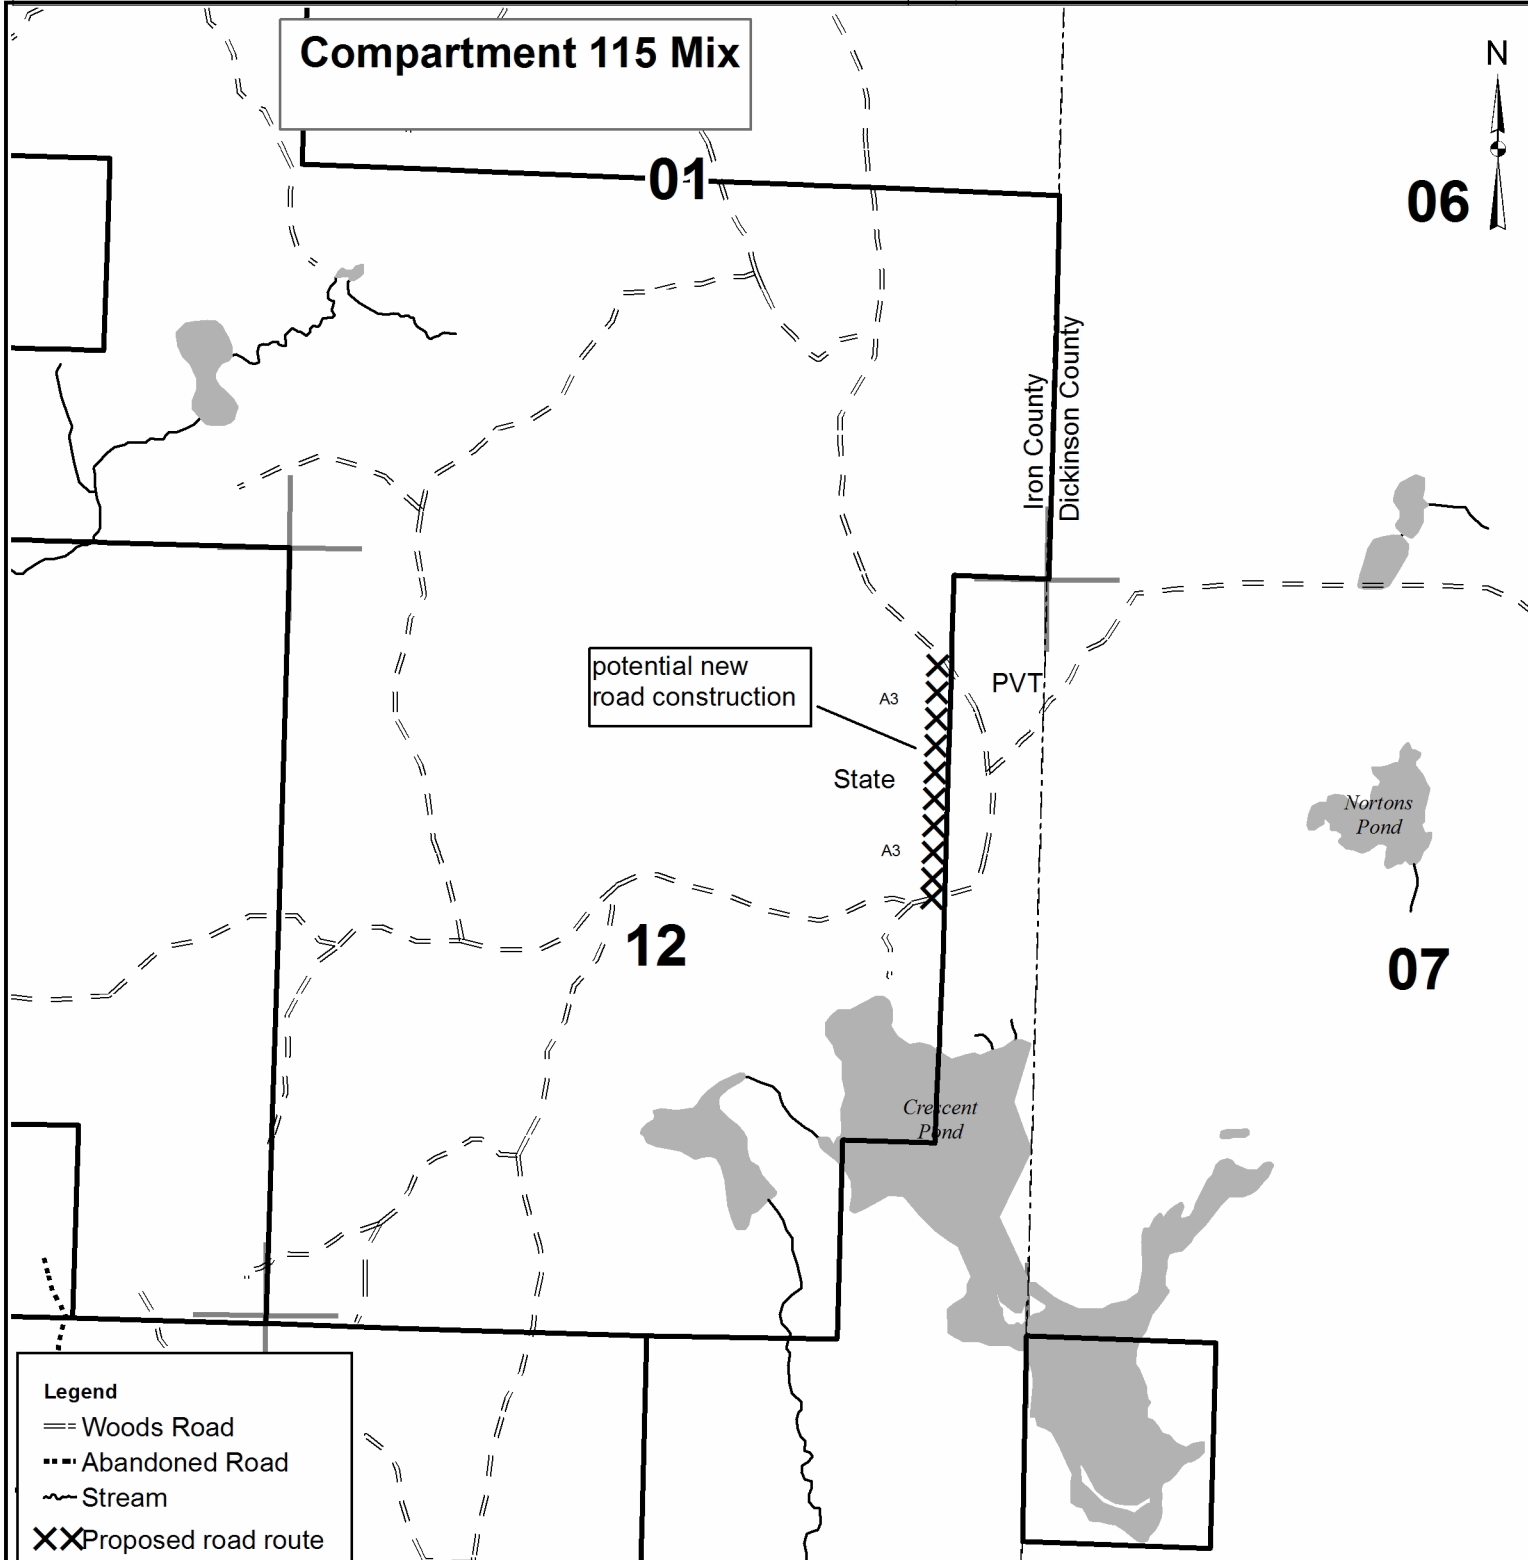 Compartment 115 Mix
N
01
06
Iron County
Dickinson County
potential new
road construction
PVT
A3
State
Nortons
Pond
A3
12
07
Crescent
Pond
Legend
Woods Road
Abandoned Road
Stream
Proposed road route